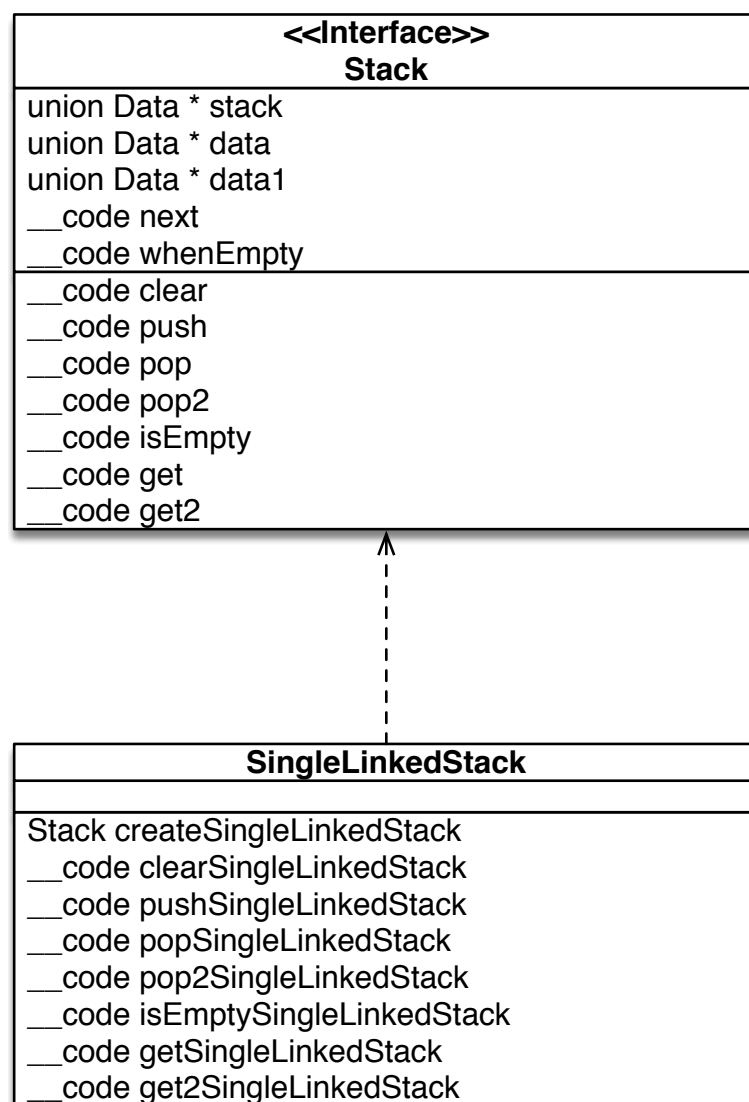 <<Interface>>
Stack
union Data * stack
union Data * data
union Data * data1
__code next
__code whenEmpty
__code clear
__code push
__code pop
__code pop2
__code isEmpty
__code get
__code get2
SingleLinkedStack
Stack createSingleLinkedStack
__code clearSingleLinkedStack
__code pushSingleLinkedStack
__code popSingleLinkedStack
__code pop2SingleLinkedStack
__code isEmptySingleLinkedStack
__code getSingleLinkedStack
__code get2SingleLinkedStack